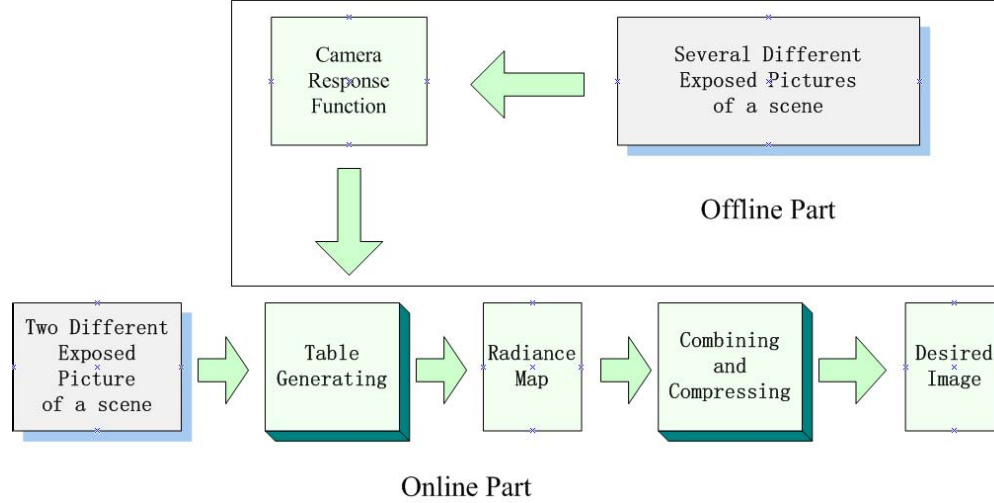 Camera
Response
Function
Several Different
Exposed Pictures
of a scene
Offline Part
Two Different
Exposed
Picture
of a scene
Table
Generating
Radiance
Map
Combining
and
Compressing
Desired
Image
Online Part